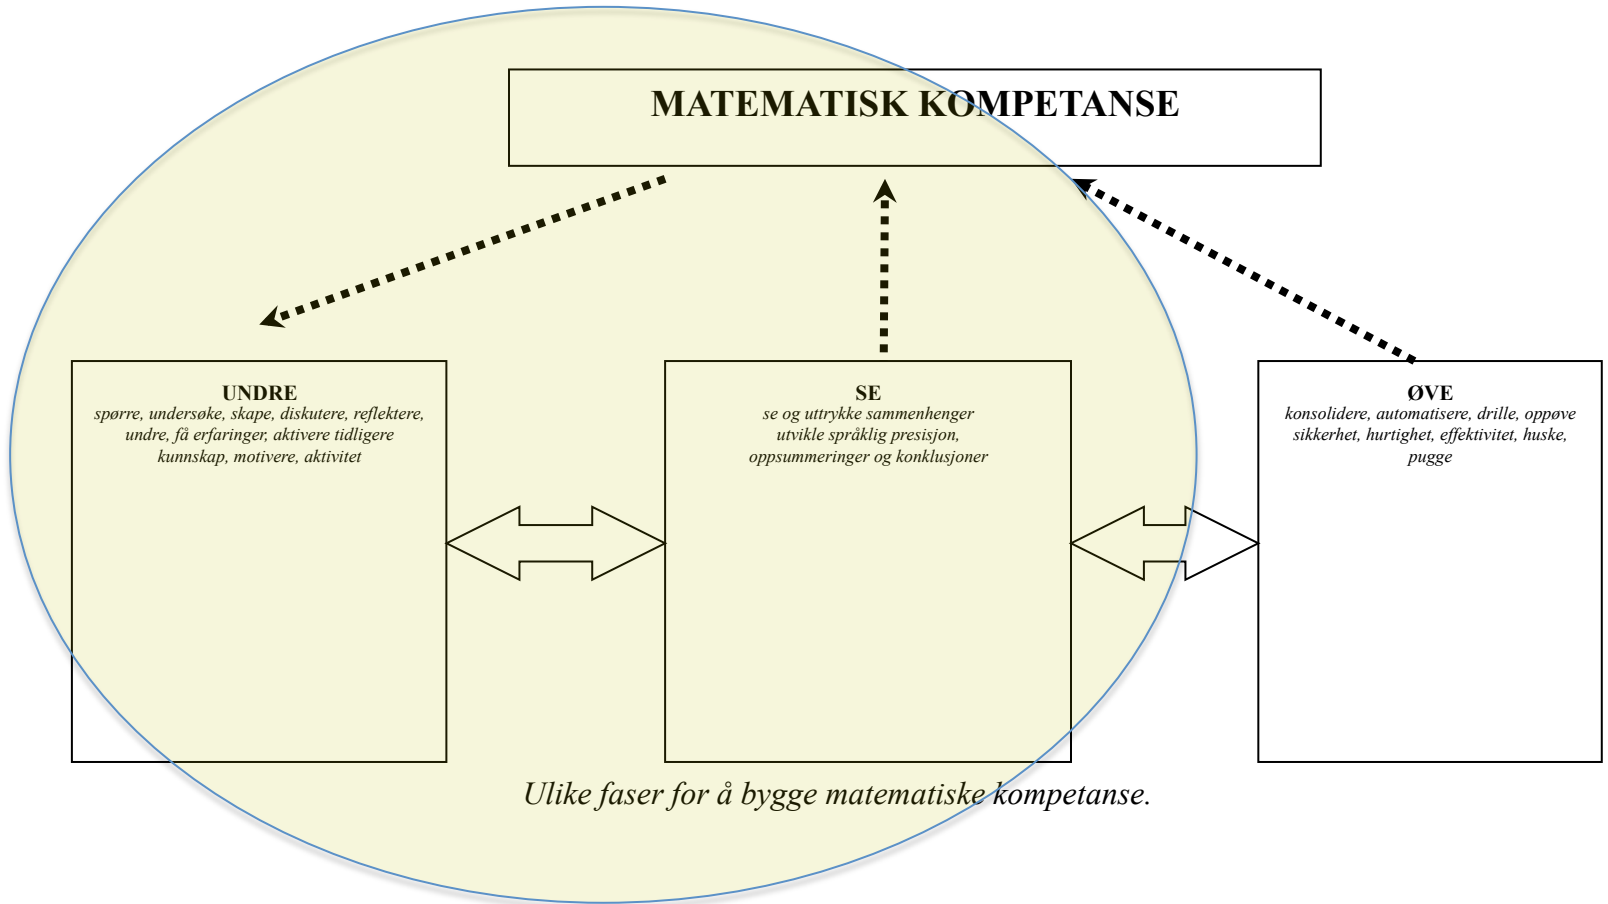 MATEMATISK KOMPETANSE
UNDRE
spørre, undersøke, skape, diskutere, reflektere,
undre, få erfaringer, aktivere tidligere
kunnskap, motivere, aktivitet
SE
se og uttrykke sammenhenger
utvikle språklig presisjon,
oppsummeringer og konklusjoner
ØVE
konsolidere, automatisere, drille, oppøve
sikkerhet, hurtighet, effektivitet, huske,
pugge
Ulike faser for å bygge matematiske kompetanse.